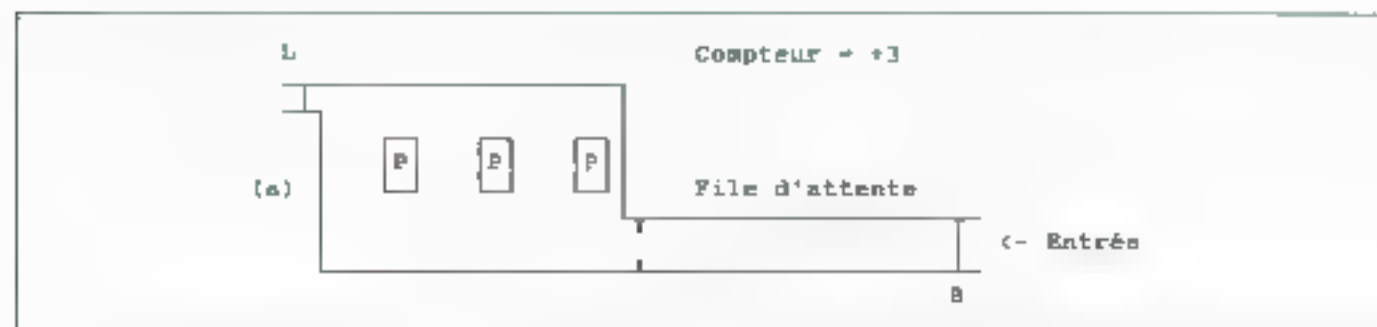 L
Compteur = +3
P P P
(a)
File d'attente
<- Entrée
B